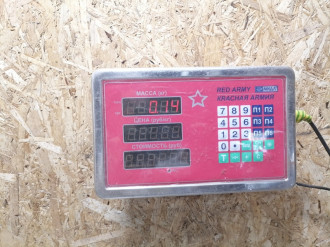 МАССА (кг)
0.14
ЦЕНА (руб/кг)
СТОИМОСТЬ (руб)
RED ARMY
КРАСНАЯ АРМИЯ
7 8 9 П1 П2
4 5 6 П3 П4
1 2 3
0
T